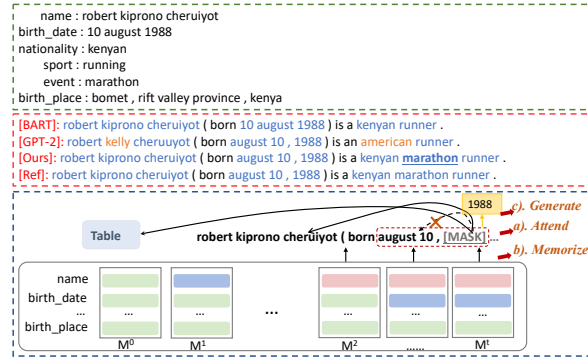 name : robert kiprono cheruiyot
birth_date : 10 august 1988
nationality : kenyan
sport : running
event : marathon
birth_place : bomet , rift valley province , kenya
[BART]: robert kiprono cheruiyot ( born 10 august 1988 ) is a kenyan runner .
[GPT-2]: robert kelly cheruuyot ( born august 10 , 1988 ) is an american runner .
[Ours]: robert kiprono cheruiyot ( born august 10 , 1988 ) is a kenyan marathon runner .
[Ref]: robert kiprono cheruiyot ( born august 10 , 1988 ) is a kenyan marathon runner .
1988
c). Generate
Table
robert kiprono cheruiyot ( born august 10 , [MASK] ...
a). Attend
b). Memorize
name
birth_date
... ... ... ... ... ...
birth_place
M⁰ M¹ M² ...... Mᵗ